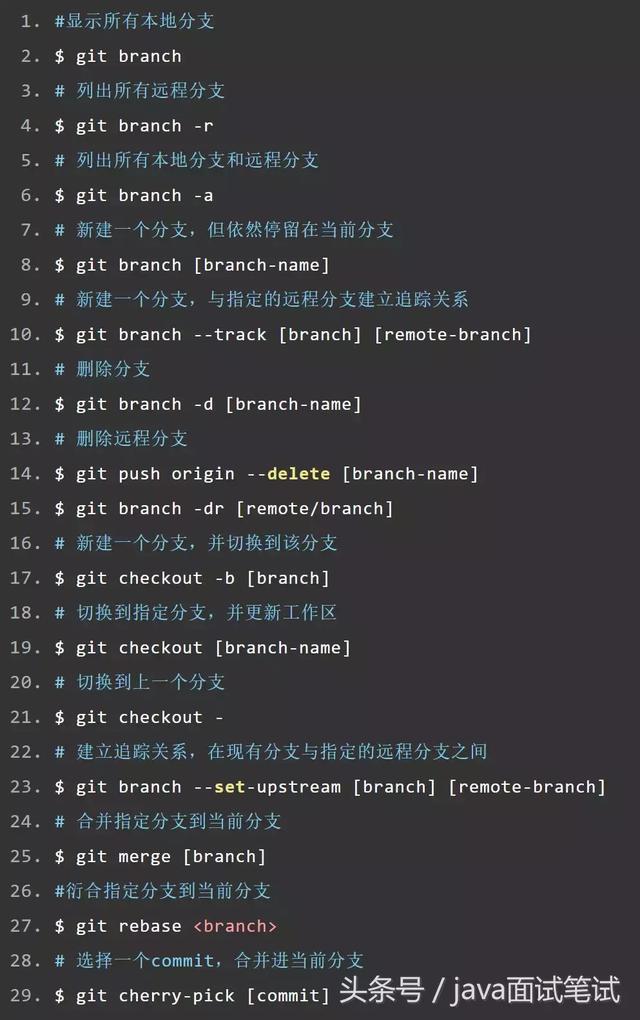 1. #显示所有本地分支
2. $ git branch
3. # 列出所有远程分支
4. $ git branch -r
5. # 列出所有本地分支和远程分支
6. $ git branch -a
7. # 新建一个分支，但依然停留在当前分支
8. $ git branch [branch-name]
9. # 新建一个分支，与指定的远程分支建立追踪关系
10. $ git branch --track [branch] [remote-branch]
11. # 删除分支
12. $ git branch -d [branch-name]
13. # 删除远程分支
14. $ git push origin --delete [branch-name]
15. $ git branch -dr [remote/branch]
16. # 新建一个分支，并切换到该分支
17. $ git checkout -b [branch]
18. # 切换到指定分支，并更新工作区
19. $ git checkout [branch-name]
20. # 切换到上一个分支
21. $ git checkout -
22. # 建立追踪关系，在现有分支与指定的远程分支之间
23. $ git branch --set-upstream [branch] [remote-branch]
24. # 合并指定分支到当前分支
25. $ git merge [branch]
26. #衍合指定分支到当前分支
27. $ git rebase <branch>
28. # 选择一个commit，合并进当前分支
29. $ git cherry-pick [commit]
头条号 / java面试笔试